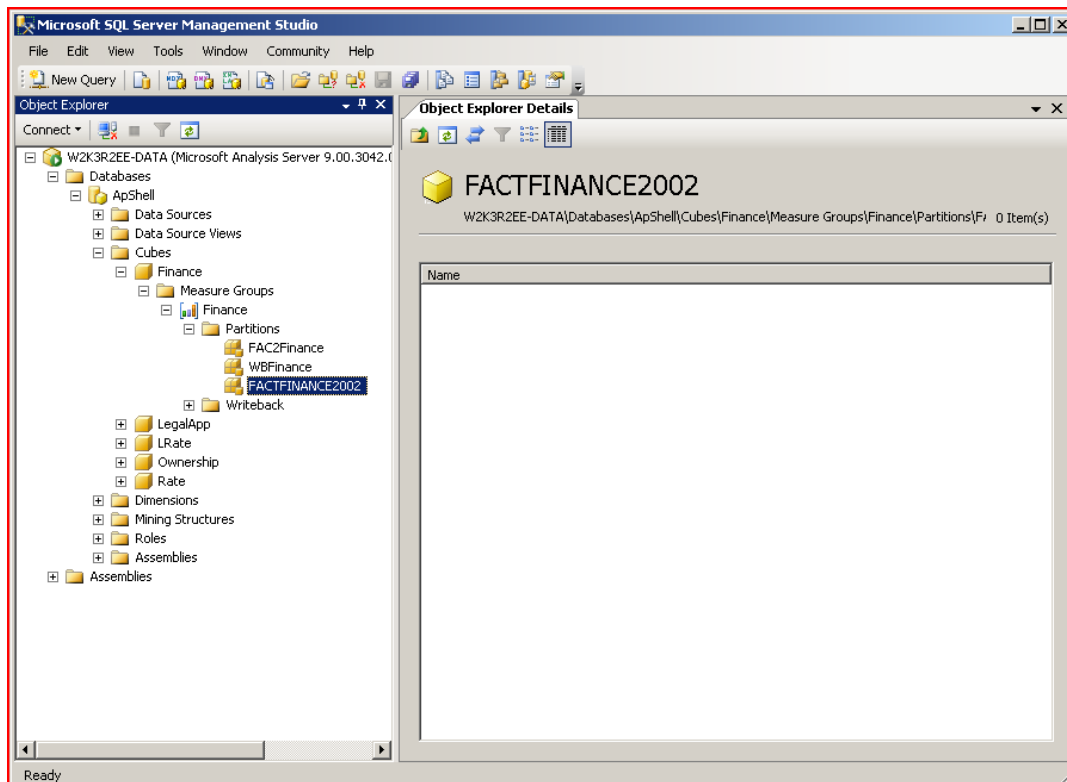 Microsoft SQL Server Management Studio
File Edit View Tools Window Community Help
New Query
Object Explorer
Connect
W2K3R2EE-DATA (Microsoft Analysis Server 9.00.3042.(
Databases
ApShell
Data Sources
Data Source Views
Cubes
Finance
Measure Groups
Finance
Partitions
FAC2Finance
WBFinance
FACTFINANCE2002
Writeback
LegalApp
LRate
Ownership
Rate
Dimensions
Mining Structures
Roles
Assemblies
Assemblies
Object Explorer Details
FACTFINANCE2002
W2K3R2EE-DATA\Databases\ApShell\Cubes\Finance\Measure Groups\Finance\Partitions\F 0 Item(s)
Name
Ready